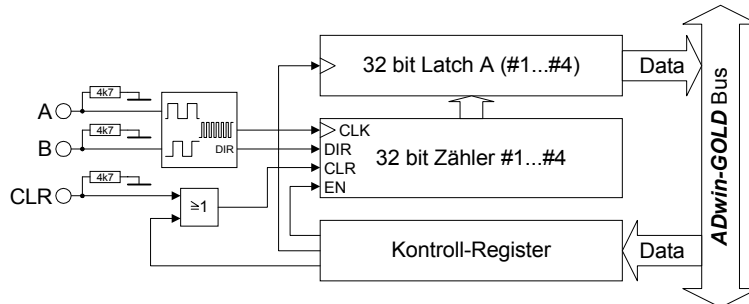 32 bit Latch A (#1...#4)
Data
4k7
A
4k7
B
DIR
CLK
DIR
CLR
EN
32 bit Zähler #1...#4
4k7
CLR
≥1
Kontroll-Register
Data
ADwin-GOLD Bus